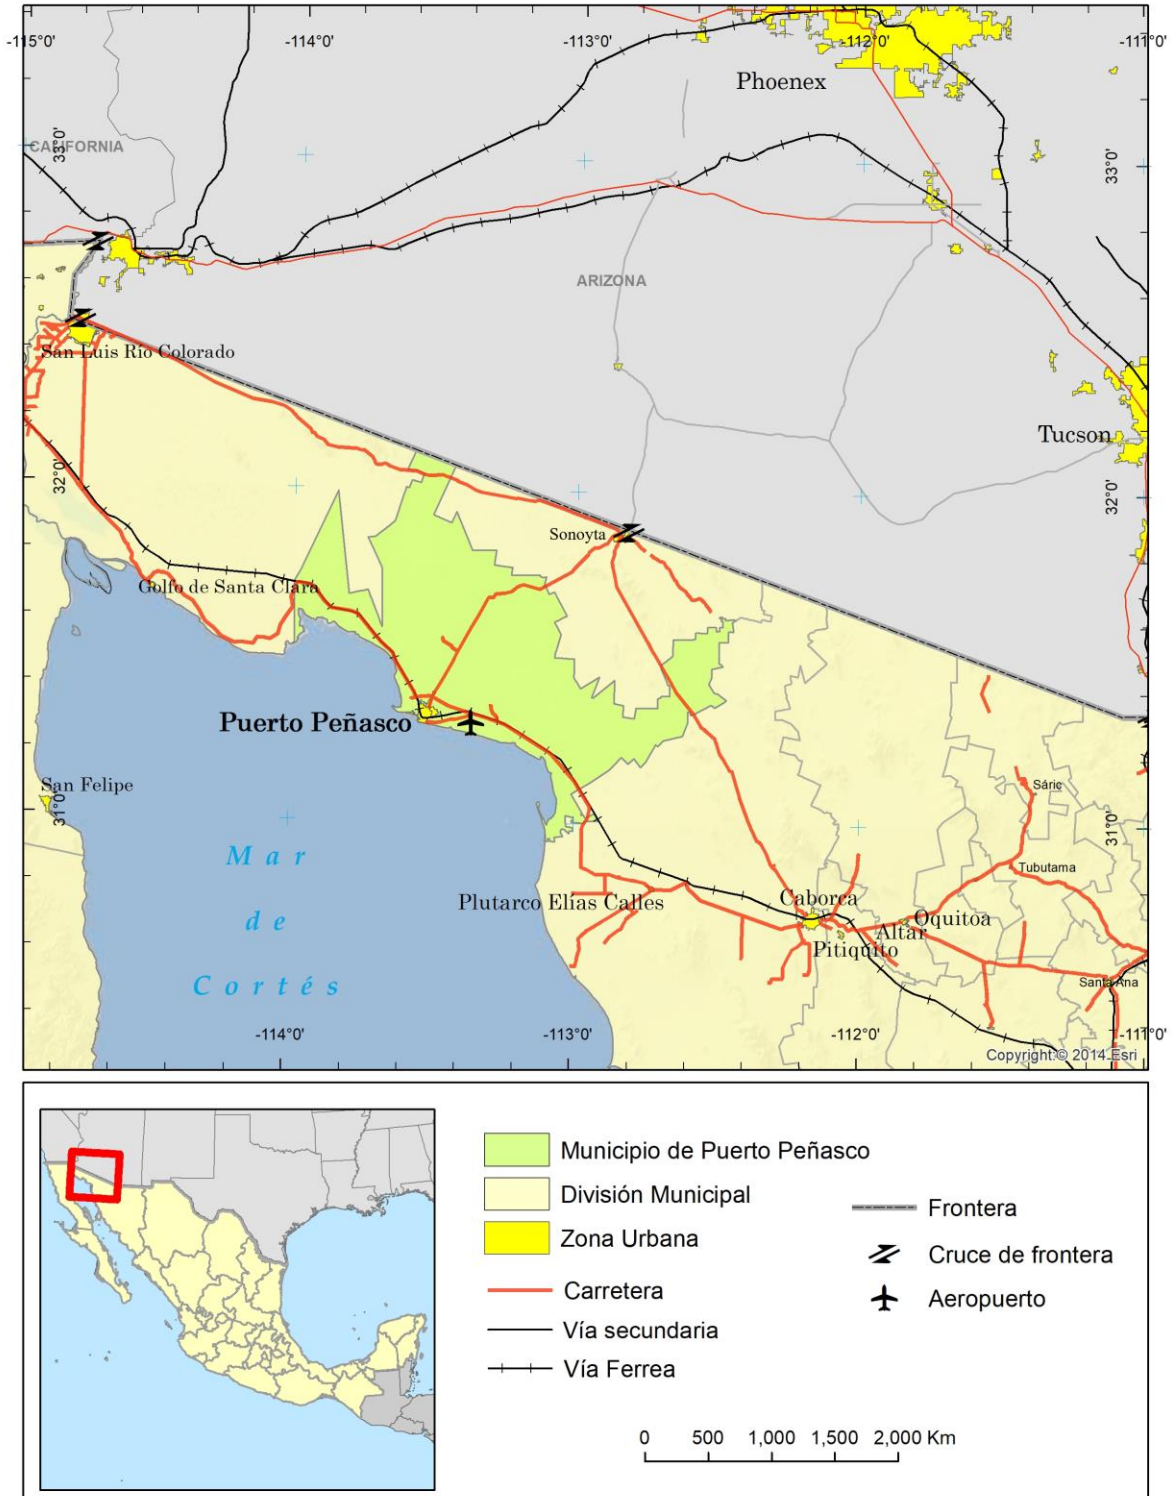 -115°0'
-114°0'
-113°0'
-112°0'
-111°0'
Phoenex
CALIFORNIA
33°0'
33°0'
ARIZONA
San Luis Río Colorado
Tucson
32°0'
32°0'
Sonoyta
Golfo de Santa Clara
Puerto Peñasco
San Felipe
31°0'
31°0'
Sáric
Mar
de
Cortés
Tubutama
Plutarco Elías Calles
Caborca
Oquitoa
Altar
Pitiquito
Santa Ana
-114°0'
-113°0'
-112°0'
-111°0'
Copyright:© 2014 Esri
Municipio de Puerto Peñasco
División Municipal
Zona Urbana
Carretera
Vía secundaria
Vía Ferrea
Frontera
Cruce de frontera
Aeropuerto
0 500 1,000 1,500 2,000 Km